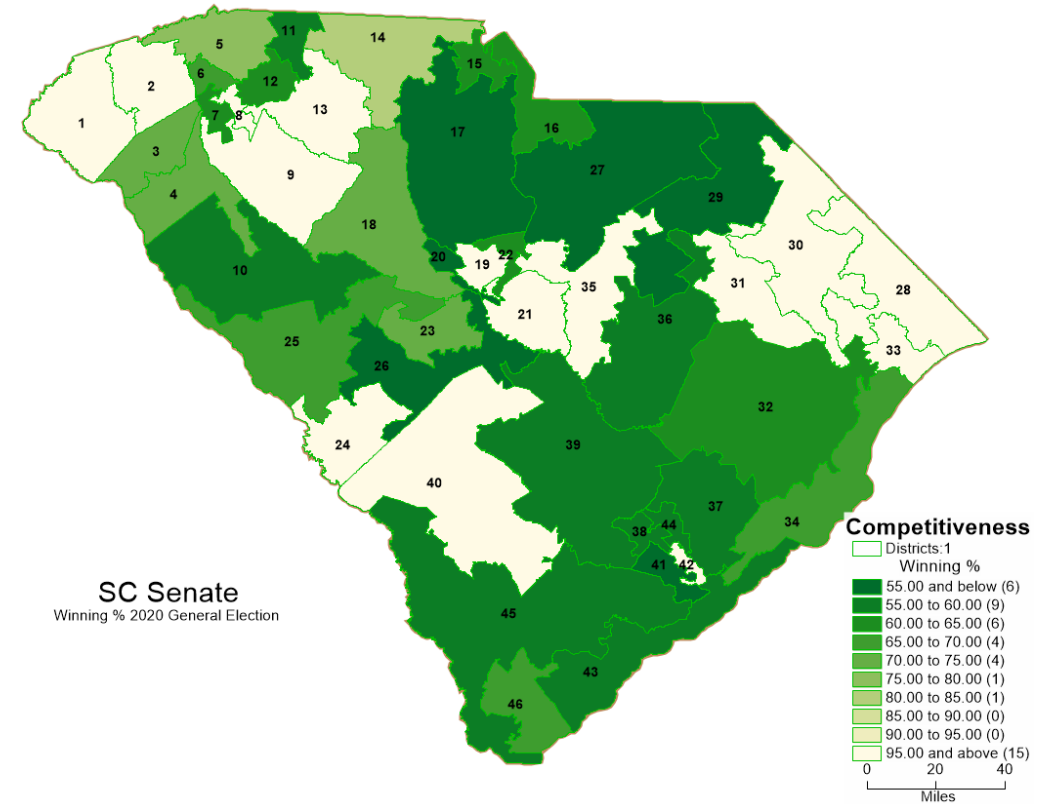 11
5
14
6
12
15
2
7
8
13
1
17
16
3
27
9
4
29
18
30
20
19
22
10
31
35
28
21
36
23
25
33
26
32
24
39
40
37
34
38
44
41
42
45
43
46
SC Senate
Winning % 2020 General Election
Competitiveness
Districts:1
Winning %
55.00 and below (6)
55.00 to 60.00 (9)
60.00 to 65.00 (6)
65.00 to 70.00 (4)
70.00 to 75.00 (4)
75.00 to 80.00 (1)
80.00 to 85.00 (1)
85.00 to 90.00 (0)
90.00 to 95.00 (0)
95.00 and above (15)
0 20 40
Miles